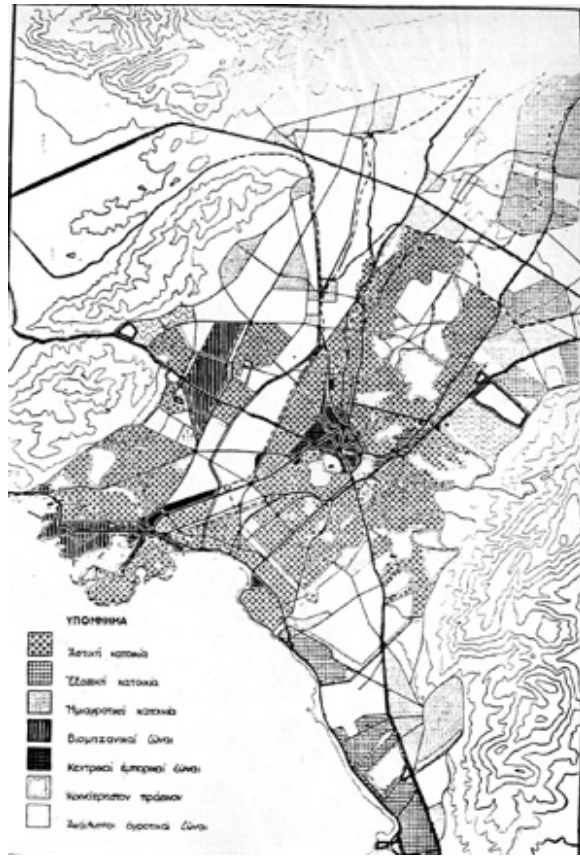 ΥΠΟΜΝΗΜΑ
Ἀστική κατοικία
Ἐξοχική κατοικία
Ἡμιαγροτική κατοικία
Βιομηχανικαί ζῶναι
Κεντρικαί ἐμπορικαί ζῶναι
Κοινόχρηστον πράσινον
Ἀκάλυπτοι ἀγροτικαί ζῶναι